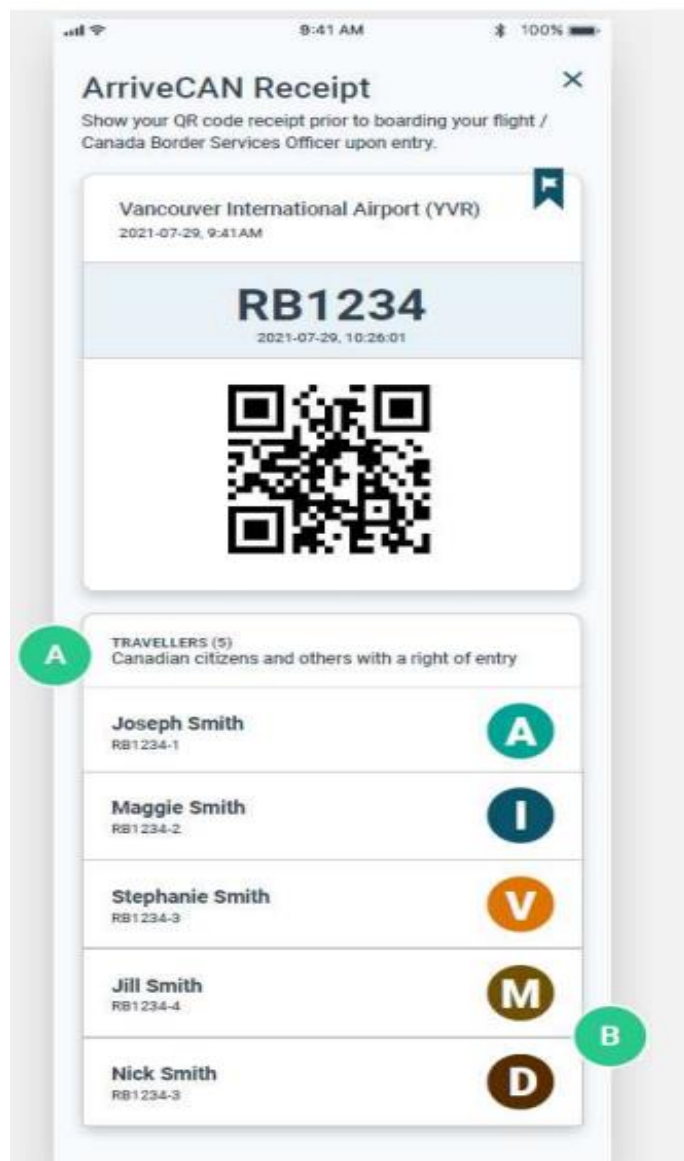 9:41 AM
100%
ArriveCAN Receipt
Show your QR code receipt prior to boarding your flight /
Canada Border Services Officer upon entry.
Vancouver International Airport (YVR)
2021-07-29, 9:41AM
RB1234
2021-07-29, 10:26:01
A
TRAVELLERS (5)
Canadian citizens and others with a right of entry
Joseph Smith
RB1234-1
A
Maggie Smith
RB1234-2
I
Stephanie Smith
RB1234-3
V
Jill Smith
RB1234-4
M
B
Nick Smith
RB1234-3
D